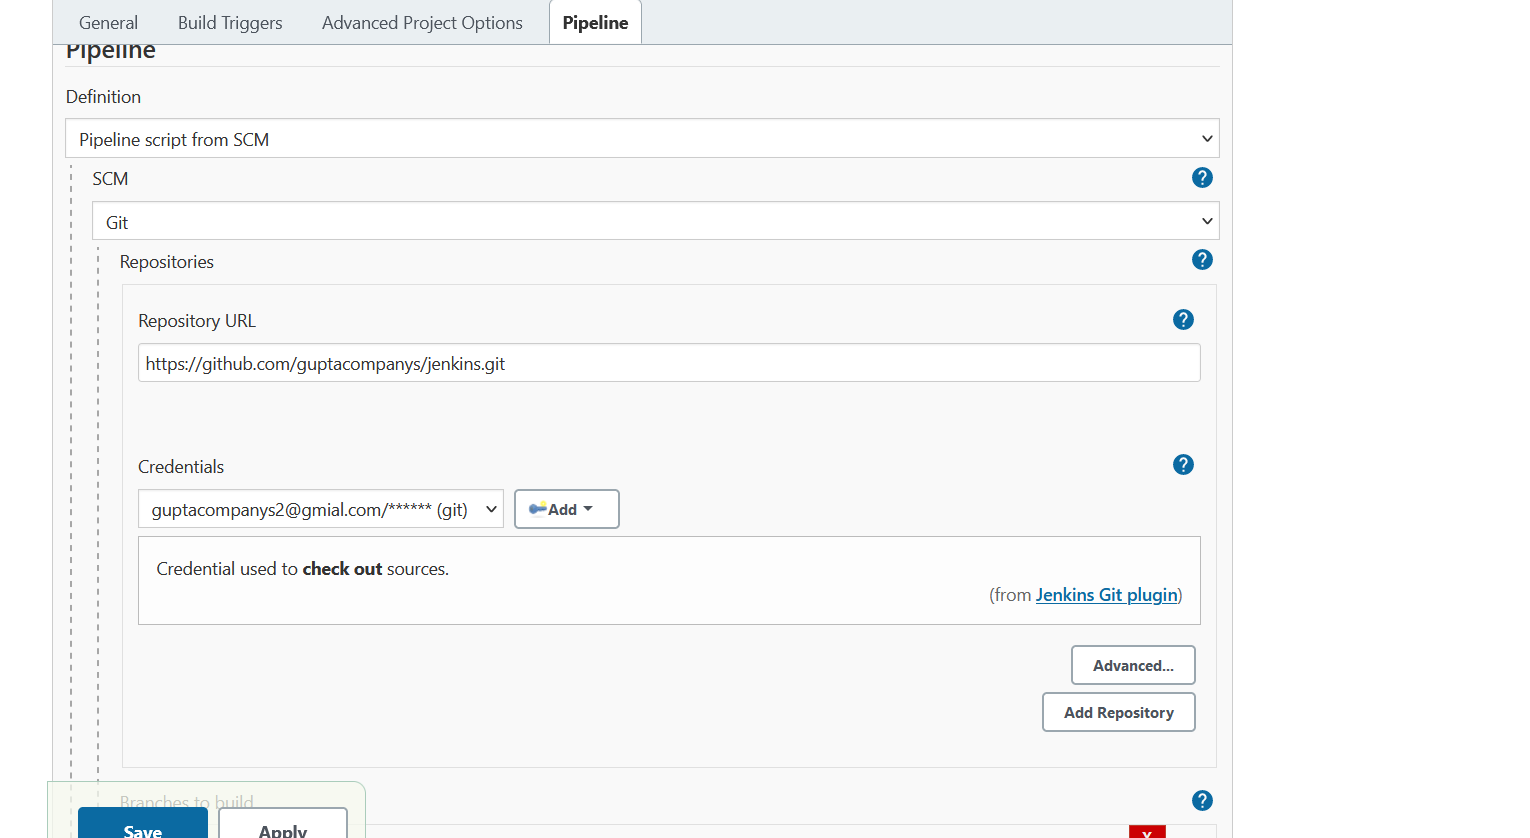 General Build Triggers Advanced Project Options Pipeline
Pipeline
Definition
Pipeline script from SCM
SCM
?
Git
Repositories
?
Repository URL
?
https://github.com/guptacompanys/jenkins.git
Credentials
?
guptacompanys2@gmial.com/****** (git)
Add
Credential used to check out sources.
(from Jenkins Git plugin)
Advanced...
Add Repository
Branches to build
?
Save
Apply
X